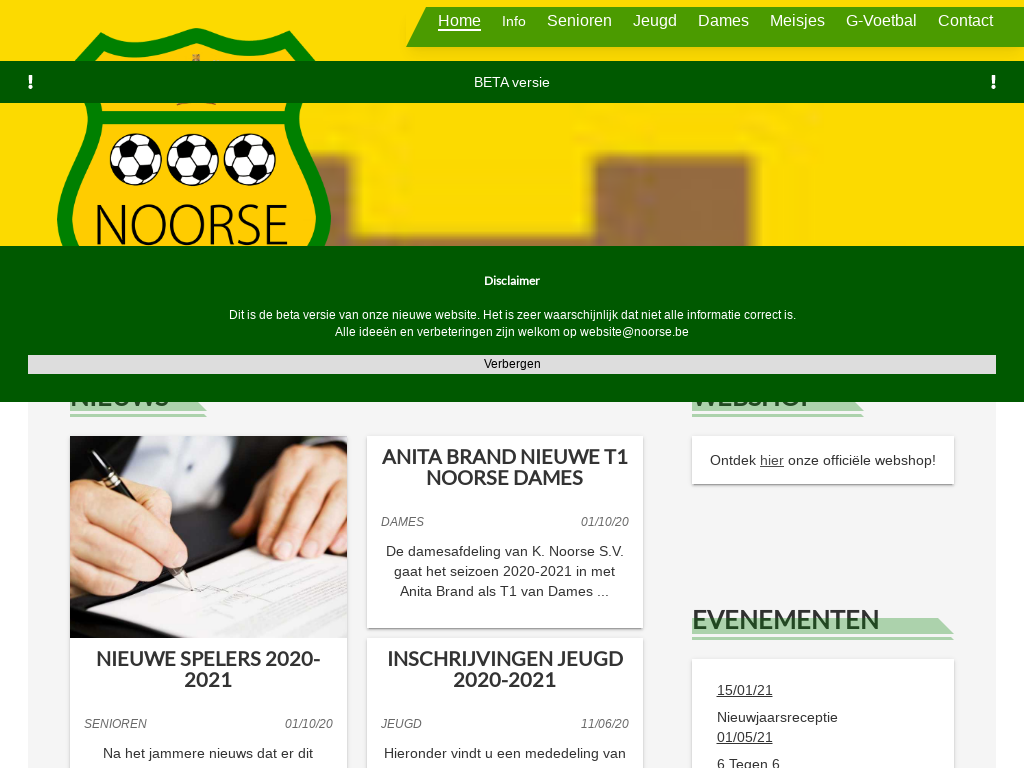 Home Info Senioren Jeugd Dames Meisjes G-Voetbal Contact
BETA versie
NOORSE
Disclaimer
Dit is de beta versie van onze nieuwe website. Het is zeer waarschijnlijk dat niet alle informatie correct is.
Alle ideeën en verbeteringen zijn welkom op website@noorse.be
Verbergen
NIEUWS
WEBSHOP
ANITA BRAND NIEUWE T1
NOORSE DAMES
DAMES 01/10/20
De damesafdeling van K. Noorse S.V.
gaat het seizoen 2020-2021 in met
Anita Brand als T1 van Dames ...
Ontdek hier onze officiële webshop!
NIEUWE SPELERS 2020-
2021
SENIOREN 01/10/20
Na het jammere nieuws dat er dit
INSCHRIJVINGEN JEUGD
2020-2021
JEUGD 11/06/20
Hieronder vindt u een mededeling van
EVENEMENTEN
15/01/21
Nieuwjaarsreceptie
01/05/21
6 Tegen 6